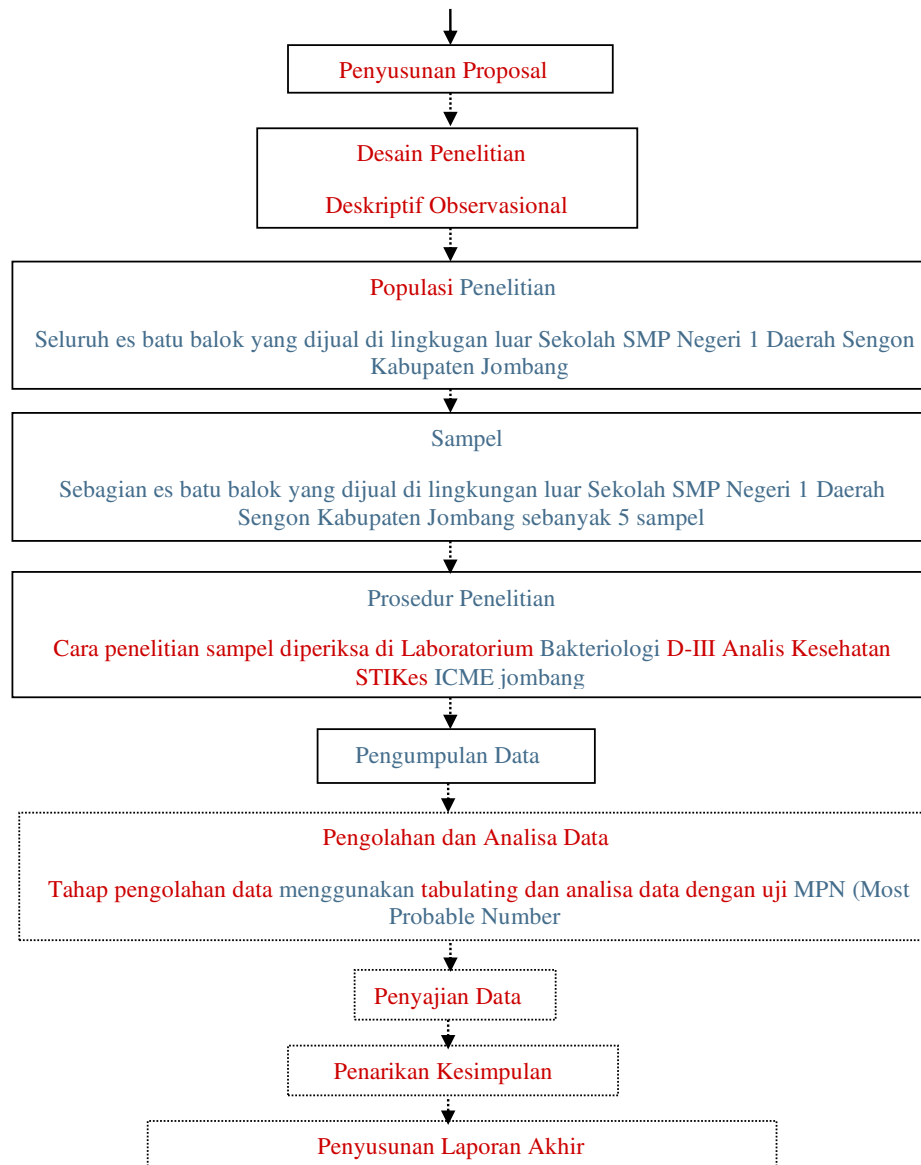 Penyusunan Proposal
Desain Penelitian
Deskriptif Observasional
Populasi Penelitian
Seluruh es batu balok yang dijual di lingkugan luar Sekolah SMP Negeri 1 Daerah Sengon
Kabupaten Jombang
Sampel
Sebagian es batu balok yang dijual di lingkungan luar Sekolah SMP Negeri 1 Daerah
Sengon Kabupaten Jombang sebanyak 5 sampel
Prosedur Penelitian
Cara penelitian sampel diperiksa di Laboratorium Bakteriologi D-III Analis Kesehatan
STIKes ICME jombang
Pengumpulan Data
Pengolahan dan Analisa Data
Tahap pengolahan data menggunakan tabulating dan analisa data dengan uji MPN (Most
Probable Number
Penyajian Data
Penarikan Kesimpulan
Penyusunan Laporan Akhir